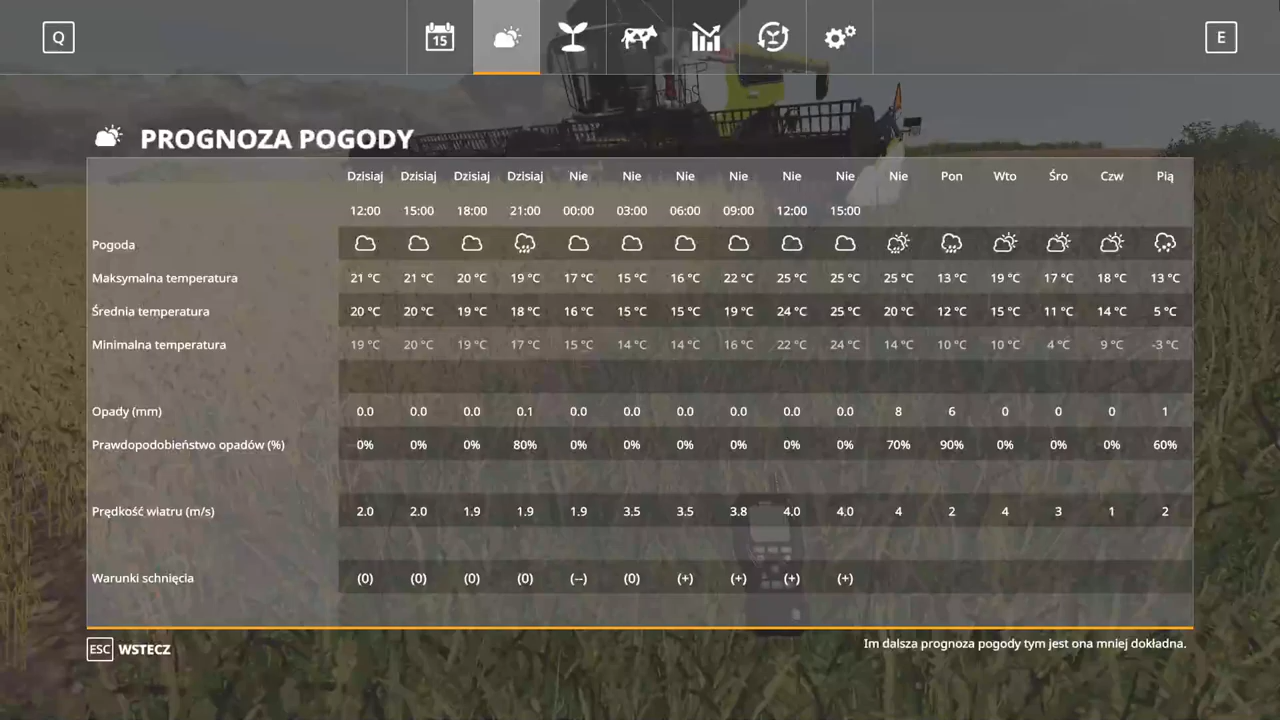 Q
15
E
PROGNOZA POGODY
Dzisiaj Dzisiaj Dzisiaj Dzisiaj Nie Nie Nie Nie Nie Nie Nie Pon Wto Śro Czw Pią
12:00 15:00 18:00 21:00 00:00 03:00 06:00 09:00 12:00 15:00
Pogoda
Maksymalna temperatura 21 °C 21 °C 20 °C 19 °C 17 °C 15 °C 16 °C 22 °C 25 °C 25 °C 25 °C 13 °C 19 °C 17 °C 18 °C 13 °C
Średnia temperatura 20 °C 20 °C 19 °C 18 °C 16 °C 15 °C 15 °C 19 °C 24 °C 25 °C 20 °C 12 °C 15 °C 11 °C 14 °C 5 °C
Minimalna temperatura 19 °C 20 °C 19 °C 17 °C 15 °C 14 °C 14 °C 16 °C 22 °C 24 °C 14 °C 10 °C 10 °C 4 °C 9 °C -3 °C
Opady (mm) 0.0 0.0 0.0 0.1 0.0 0.0 0.0 0.0 0.0 0.0 8 6 0 0 0 1
Prawdopodobieństwo opadów (%) 0% 0% 0% 80% 0% 0% 0% 0% 0% 0% 70% 90% 0% 0% 0% 60%
Prędkość wiatru (m/s) 2.0 2.0 1.9 1.9 1.9 3.5 3.5 3.8 4.0 4.0 4 2 4 3 1 2
Warunki schnięcia (0) (0) (0) (0) (--) (0) (+) (+) (+) (+)
ESC WSTECZ
Im dalsza prognoza pogody tym jest ona mniej dokładna.